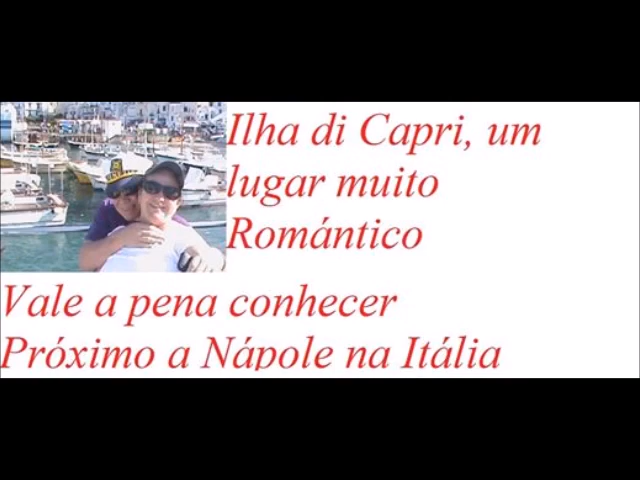 Ilha di Capri, um
lugar muito
Romántico
Vale a pena conhecer
Próximo a Nápole na Itália